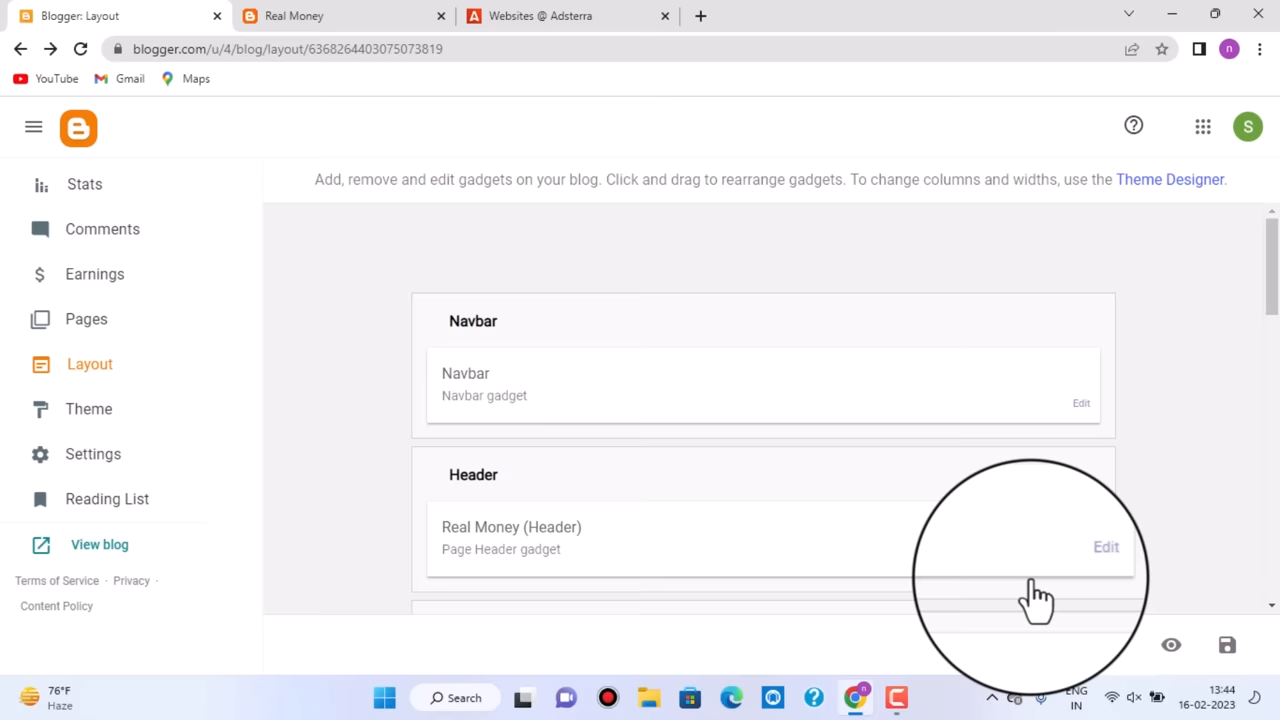 Blogger: Layout
Real Money
Websites @ Adsterra
blogger.com/u/4/blog/layout/6368264403075073819
n
YouTube
Gmail
Maps
S
Stats
Comments
Earnings
Pages
Layout
Theme
Settings
Reading List
View blog
Terms of Service · Privacy ·
Content Policy
Add, remove and edit gadgets on your blog. Click and drag to rearrange gadgets. To change columns and widths, use the Theme Designer.
Navbar
Navbar
Navbar gadget
Edit
Header
Real Money (Header)
Page Header gadget
Edit
76°F
Haze
Search
n
ENG
IN
13:44
16-02-2023